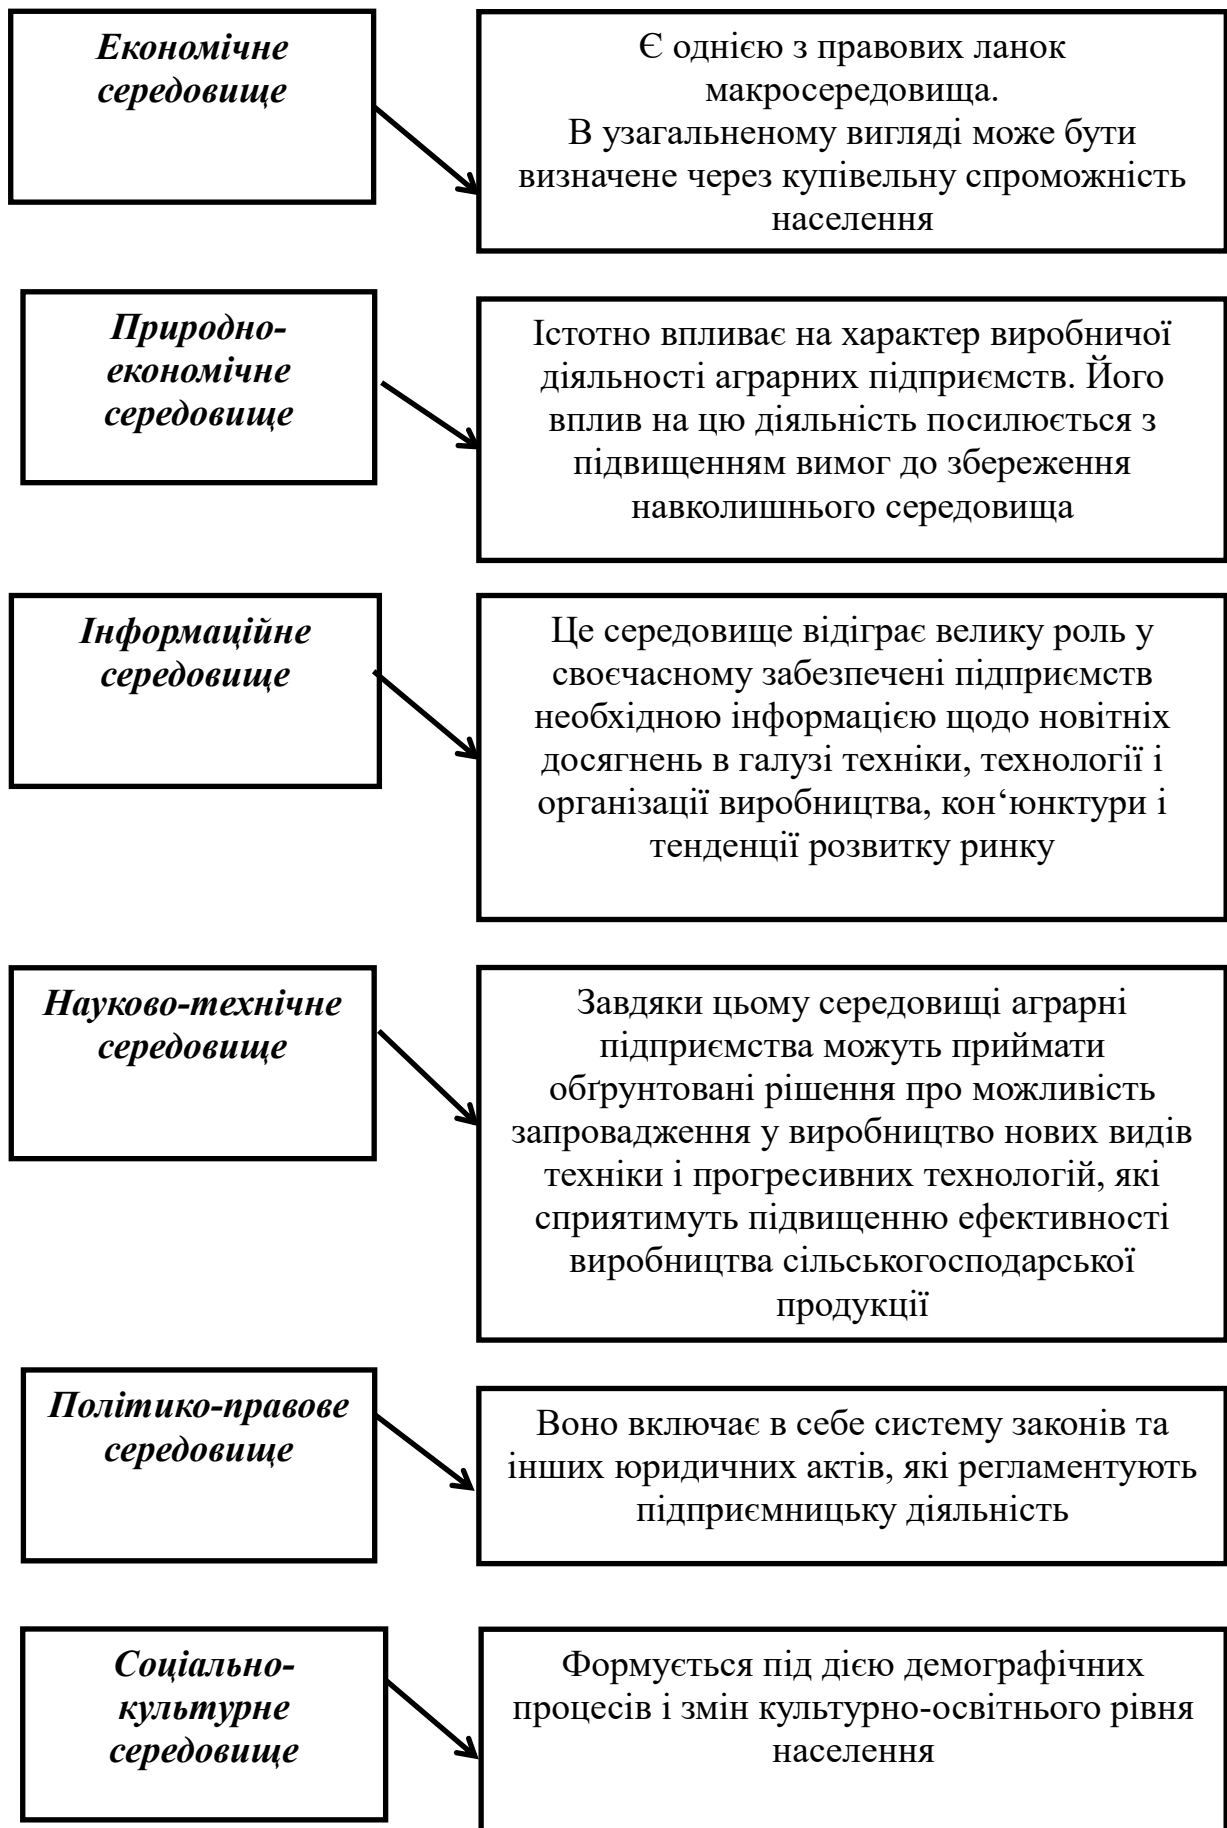 Економічне
середовище
Є однією з правових ланок
макросередовища.
В узагальненому вигляді може бути
визначене через купівельну спроможність
населення
Природно-
економічне
середовище
Істотно впливає на характер виробничої
діяльності аграрних підприємств. Його
вплив на цю діяльність посилюється з
підвищенням вимог до збереження
навколишнього середовища
Інформаційне
середовище
Це середовище відіграє велику роль у
своєчасному забезпечені підприємств
необхідною інформацією щодо новітніх
досягнень в галузі техніки, технології і
організації виробництва, кон‘юнктури і
тенденції розвитку ринку
Науково-технічне
середовище
Завдяки цьому середовищі аграрні
підприємства можуть приймати
обґрунтовані рішення про можливість
запровадження у виробництво нових видів
техніки і прогресивних технологій, які
сприятимуть підвищенню ефективності
виробництва сільськогосподарської
продукції
Політико-правове
середовище
Воно включає в себе систему законів та
інших юридичних актів, які регламентують
підприємницьку діяльність
Соціально-
культурне
середовище
Формується під дією демографічних
процесів і змін культурно-освітнього рівня
населення